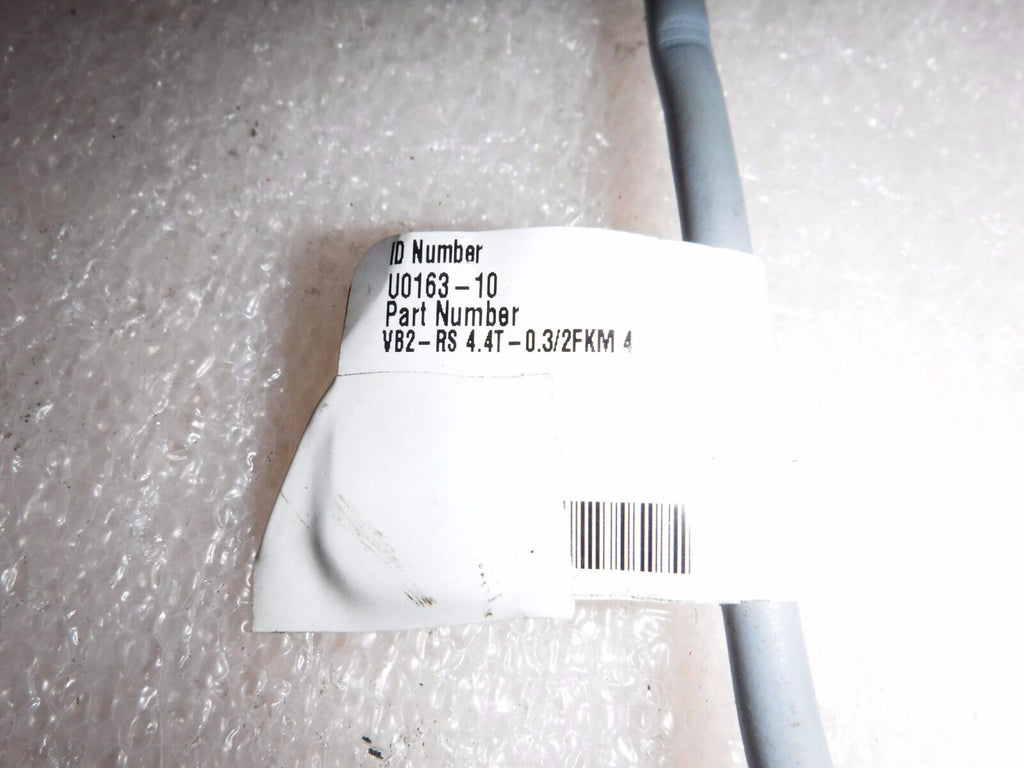 ID Number
U0163-10
Part Number
VB2-RS 4.4T-0.3/2FKM 4